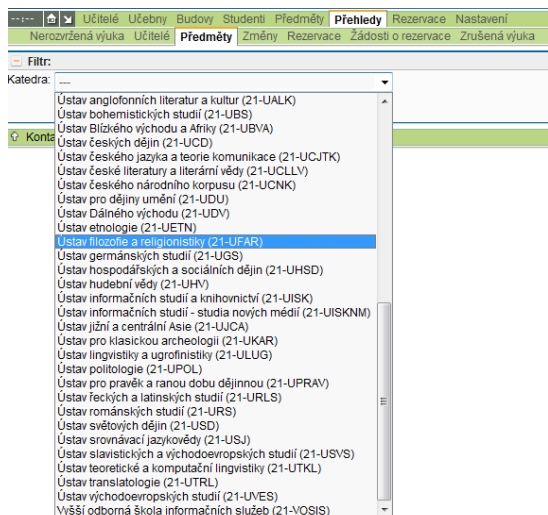 --:-- Učitelé Učebny Budovy Studenti Předměty Přehledy Rezervace Nastavení
Nerozvržená výuka Učitelé Předměty Změny Rezervace Žádosti o rezervace Zrušená výuka
Filtr:
Katedra: ---
Ústav anglofonních literatur a kultur (21-UALK)
Ústav bohemistických studií (21-UBS)
Ústav Blízkého východu a Afriky (21-UBVA)
Ústav českých dějin (21-UCD)
Konta
Ústav českého jazyka a teorie komunikace (21-UCJTK)
Ústav české literatury a literární vědy (21-UCLLV)
Ústav českého národního korpusu (21-UCNK)
Ústav pro dějiny umění (21-UDU)
Ústav Dálného východu (21-UDV)
Ústav etnologie (21-UETN)
Ústav filozofie a religionistiky (21-UFAR)
Ústav germánských studií (21-UGS)
Ústav hospodářských a sociálních dějin (21-UHSD)
Ústav hudební vědy (21-UHV)
Ústav informačních studií a knihovnictví (21-UISK)
Ústav informačních studií - studia nových médií (21-UISKNM)
Ústav jižní a centrální Asie (21-UJCA)
Ústav pro klasickou archeologii (21-UKAR)
Ústav lingvistiky a ugrofinistiky (21-ULUG)
Ústav politologie (21-UPOL)
Ústav pro pravěk a ranou dobu dějinnou (21-UPRAV)
Ústav řeckých a latinských studií (21-URLS)
Ústav románských studií (21-URS)
Ústav světových dějin (21-USD)
Ústav srovnávací jazykovědy (21-USJ)
Ústav slavistických a východoevropských studií (21-USVS)
Ústav teoretické a komputační lingvistiky (21-UTKL)
Ústav translatologie (21-UTRL)
Ústav východoevropských studií (21-UVES)
Vyšší odborná škola informačních služeb (21-VOSIS)